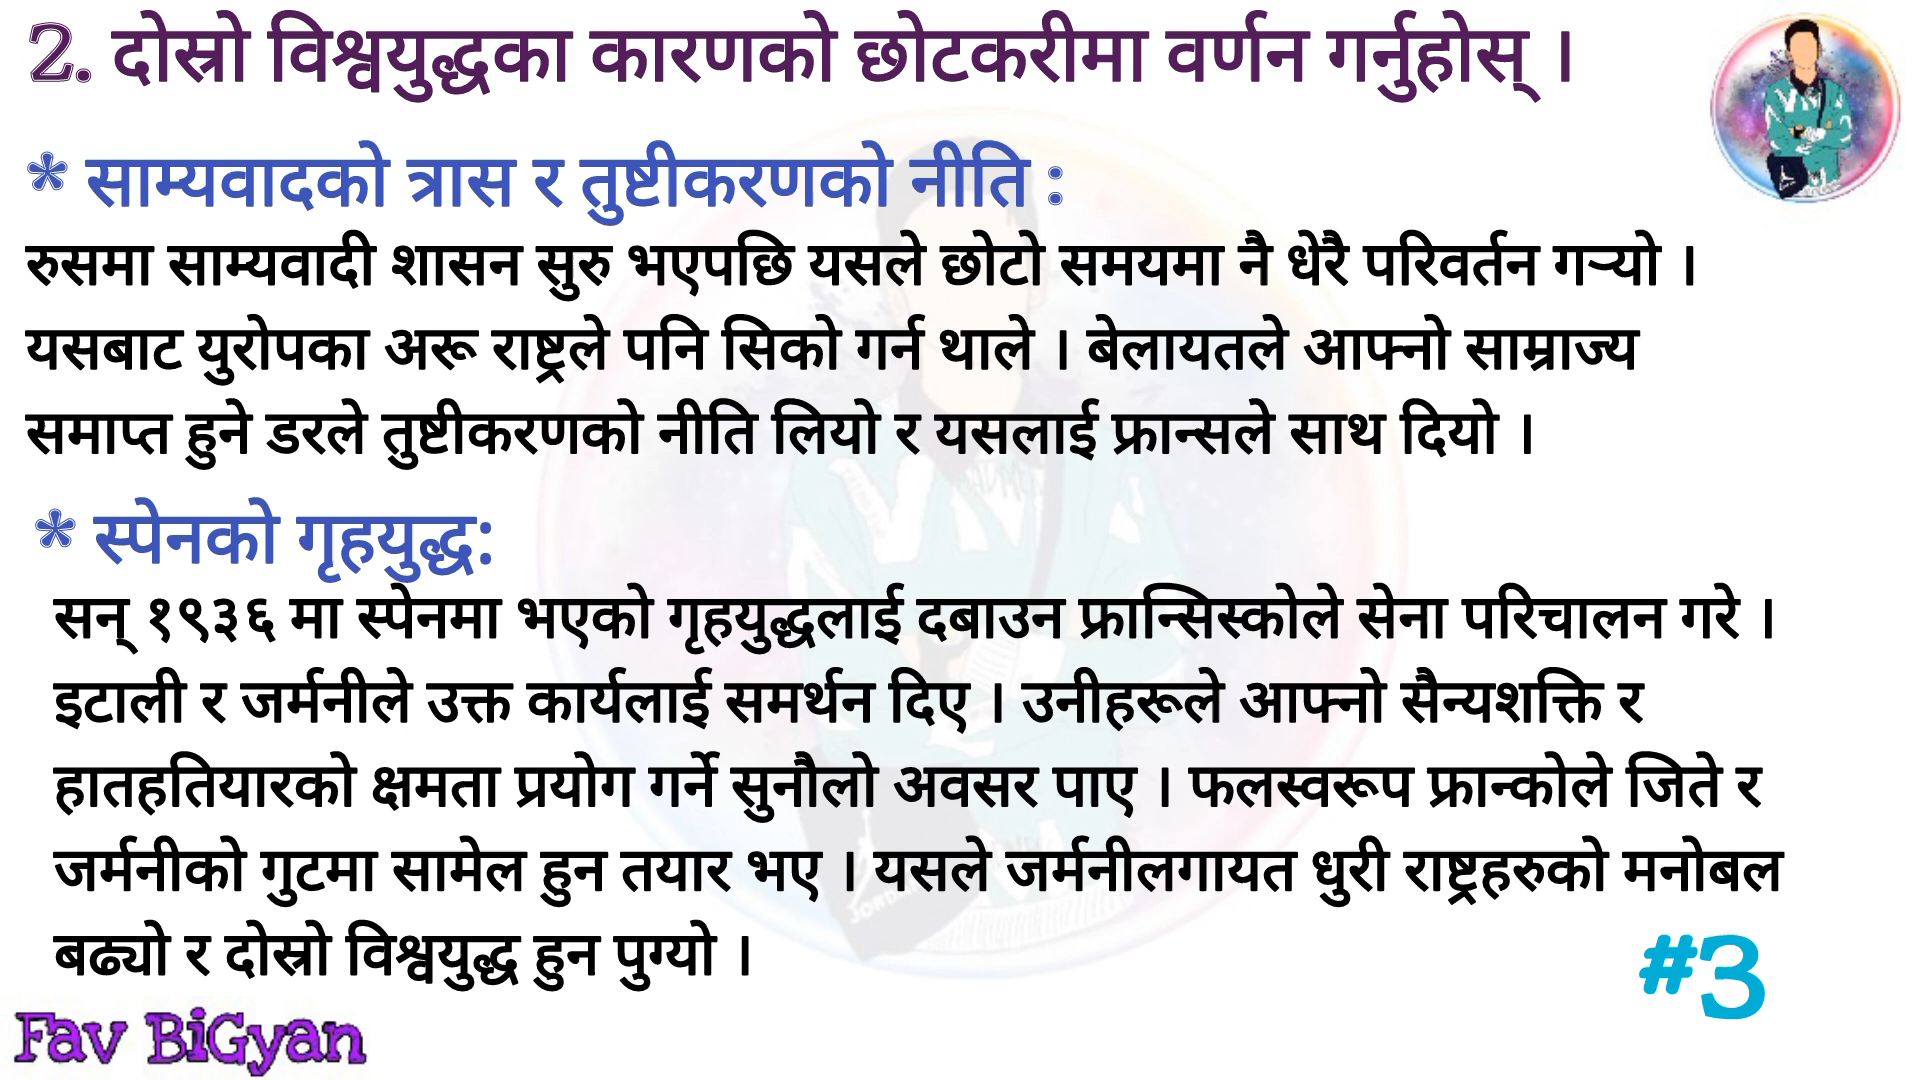 2. दोस्रो विश्वयुद्धका कारणको छोटकरीमा वर्णन गर्नुहोस् ।
* साम्यवादको त्रास र तुष्टीकरणको नीति :
रुसमा साम्यवादी शासन सुरु भएपछि यसले छोटो समयमा नै धेरै परिवर्तन गऱ्यो ।
यसबाट युरोपका अरू राष्ट्रले पनि सिको गर्न थाले । बेलायतले आफ्नो साम्राज्य
समाप्त हुने डरले तुष्टीकरणको नीति लियो र यसलाई फ्रान्सले साथ दियो ।
* स्पेनको गृहयुद्ध:
सन् १९३६ मा स्पेनमा भएको गृहयुद्धलाई दबाउन फ्रान्सिस्कोले सेना परिचालन गरे ।
इटाली र जर्मनीले उक्त कार्यलाई समर्थन दिए । उनीहरूले आफ्नो सैन्यशक्ति र
हातहतियारको क्षमता प्रयोग गर्ने सुनौलो अवसर पाए । फलस्वरूप फ्रान्कोले जिते र
जर्मनीको गुटमा सामेल हुन तयार भए । यसले जर्मनीलगायत धुरी राष्ट्रहरुको मनोबल
बढ्यो र दोस्रो विश्वयुद्ध हुन पुग्यो ।
#3
Fav BiGyan